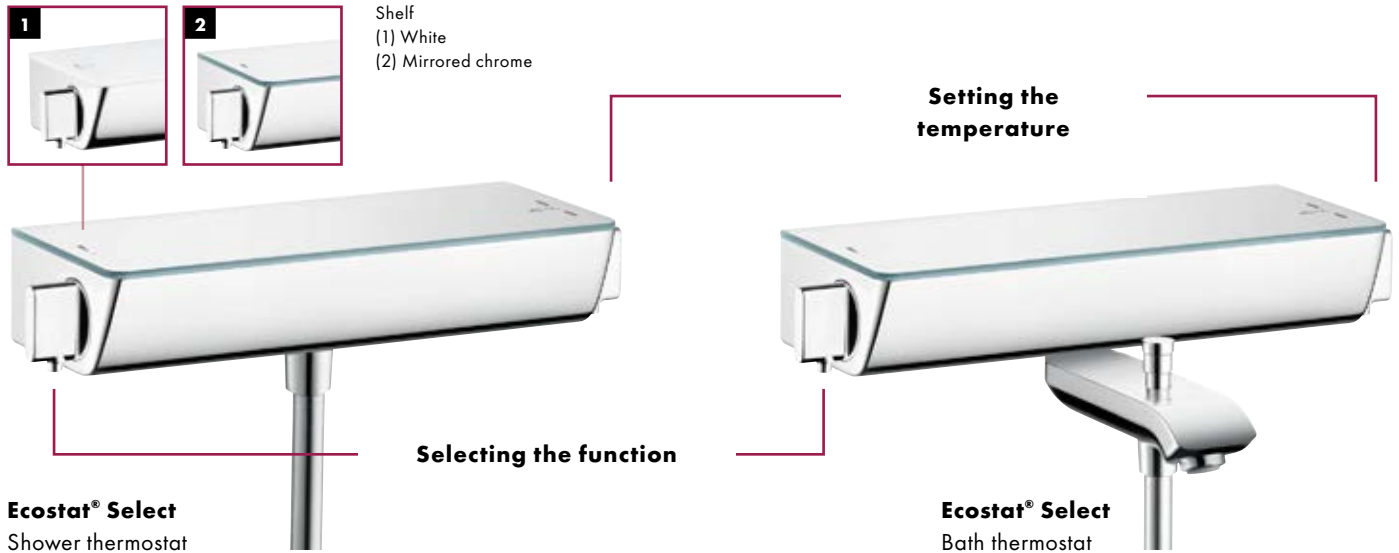 1
2
Shelf
(1) White
(2) Mirrored chrome
Setting the
temperature
Selecting the function
Ecostat® Select
Shower thermostat
Ecostat® Select
Bath thermostat